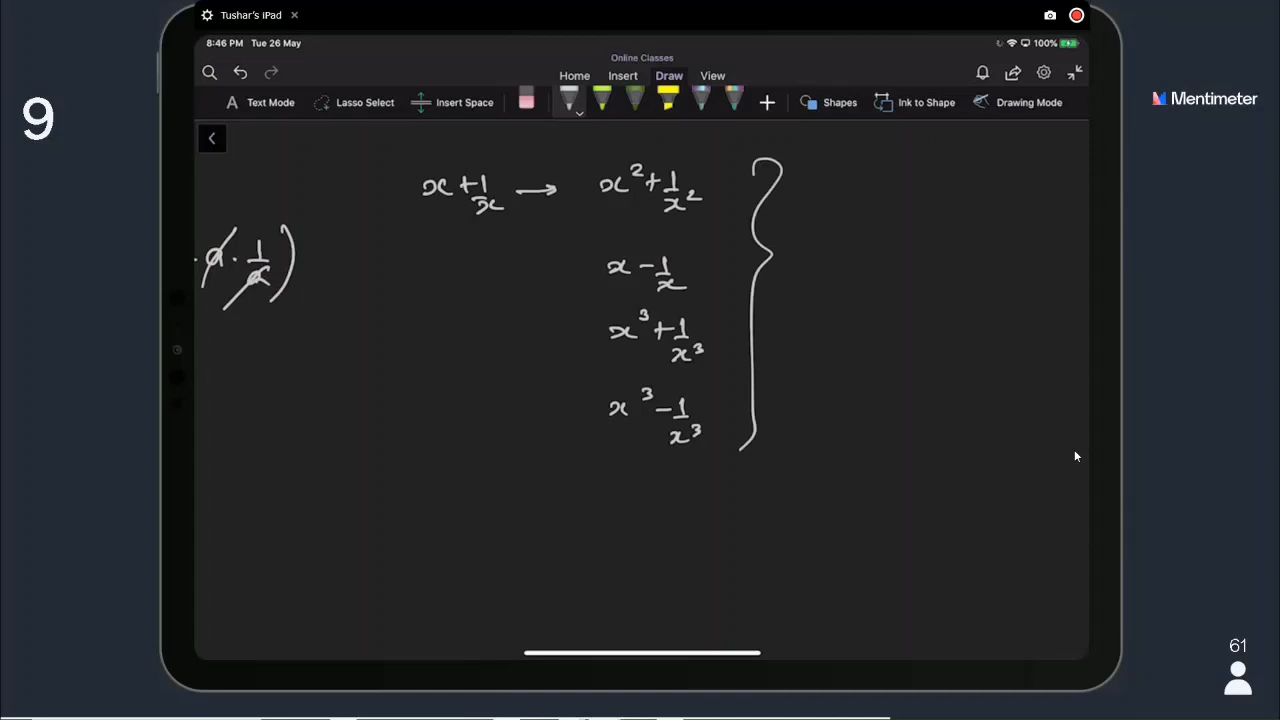 Tushar's iPad ×
9
Mentimeter
8:46 PM Tue 26 May
100%
Online Classes
Home Insert Draw View
Text Mode Lasso Select Insert Space Shapes Ink to Shape Drawing Mode
x + 1/x → x² + 1/x²
· a · 1/a )
x - 1/x
x³ + 1/x³
x³ - 1/x³
61